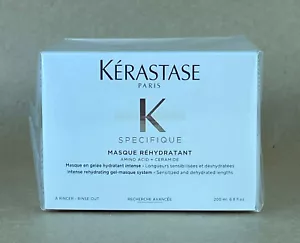 KÉRASTASE
PARIS
K
SPECIFIQUE
MASQUE RÉHYDRATANT
AMINO ACID + CERAMIDE
Masque en gelée hydratant intense • Longueurs sensibilisées et déshydratées
Intense rehydrating gel-masque system • Sensitized and dehydrated lengths
À RINCER - RINSE-OUT
RECHERCHE AVANCÉE
200 ml 6.8 fl.oz